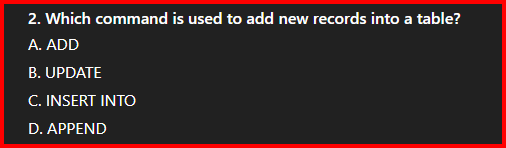 2. Which command is used to add new records into a table?
A. ADD
B. UPDATE
C. INSERT INTO
D. APPEND